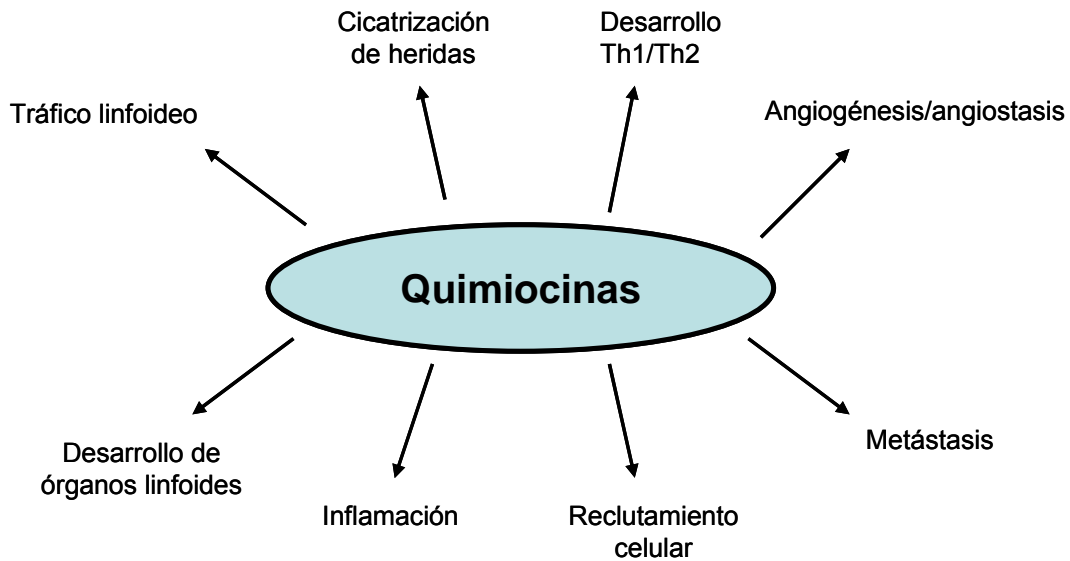 Cicatrización
de heridas
Desarrollo
Th1/Th2
Tráfico linfoideo
Angiogénesis/angiostasis
Quimiocinas
Desarrollo de
órganos linfoides
Metástasis
Inflamación
Reclutamiento
celular